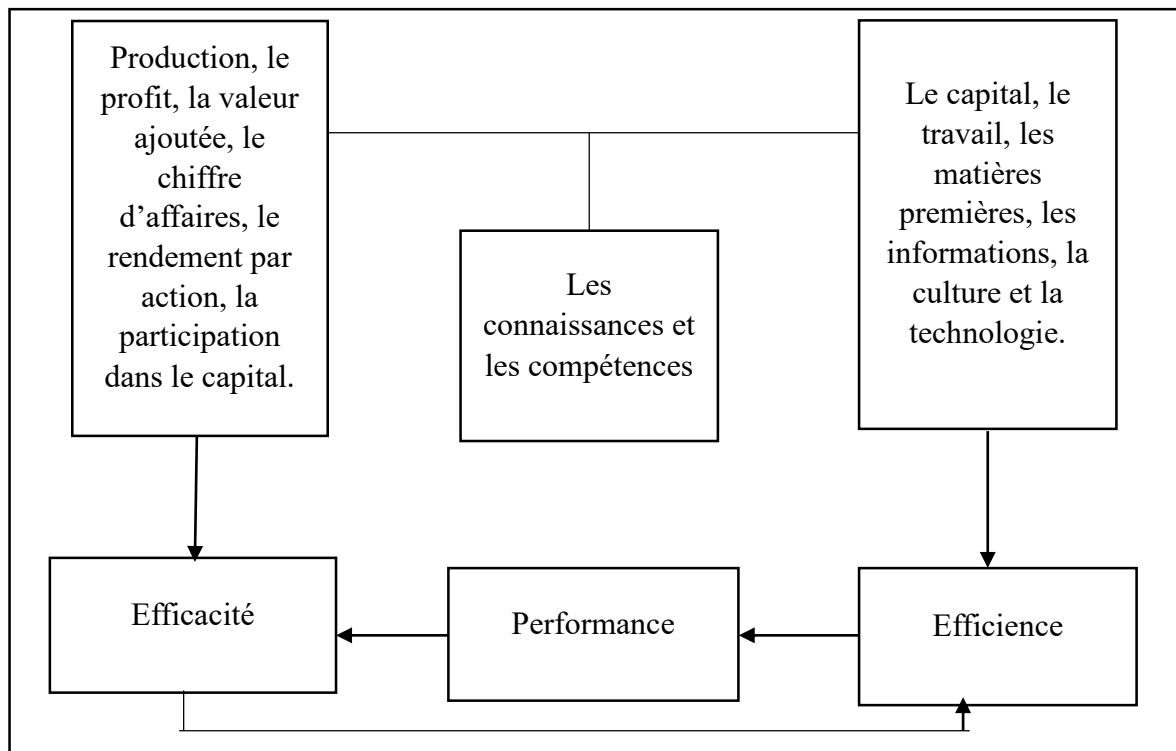 Production, le
profit, la valeur
ajoutée, le
chiffre
d’affaires, le
rendement par
action, la
participation
dans le capital.
Les
connaissances et
les compétences
Le capital, le
travail, les
matières
premières, les
informations, la
culture et la
technologie.
Efficacité
Performance
Efficience